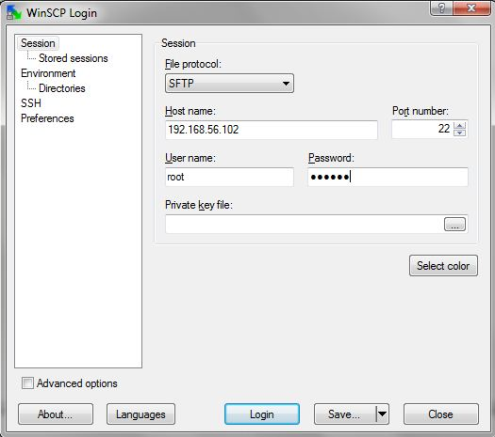 WinSCP Login
Session
Stored sessions
Environment
Directories
SSH
Preferences
Session
File protocol:
SFTP
Host name: Port number:
192.168.56.102 22
User name: Password:
root ●●●●●●
Private key file:
...
Select color
Advanced options
About... Languages Login Save... Close